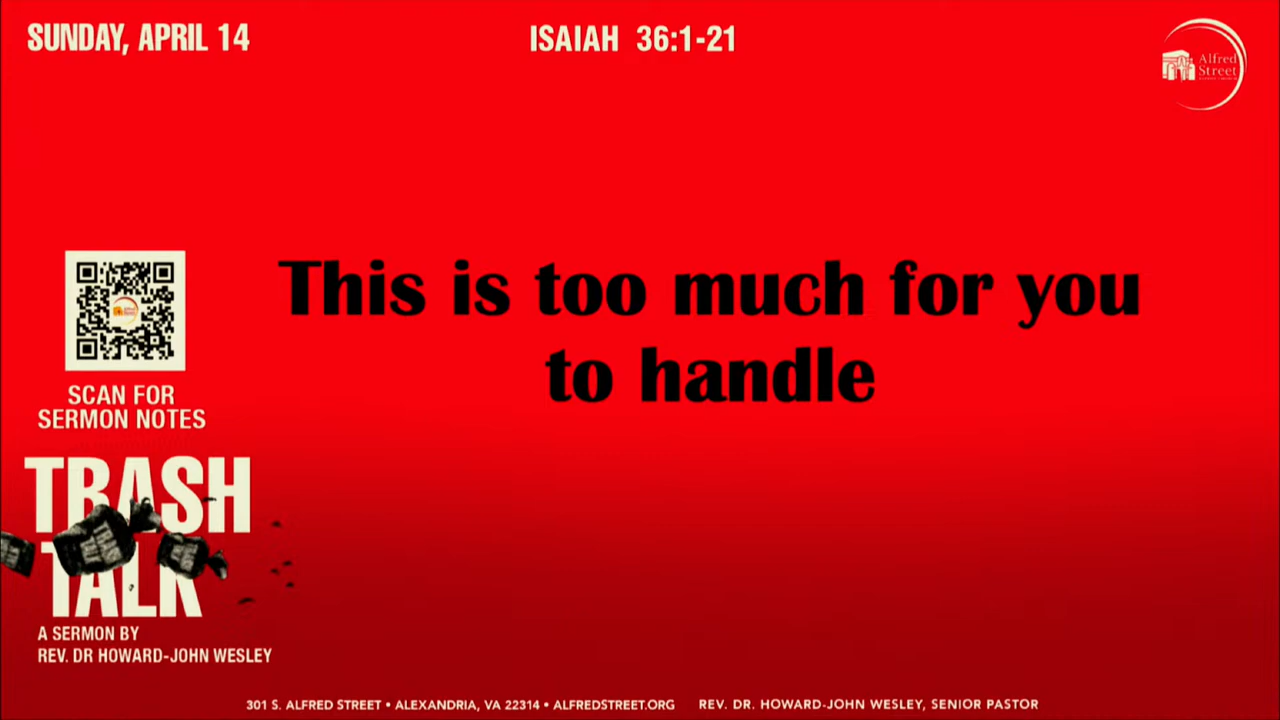 SUNDAY, APRIL 14
ISAIAH 36:1-21
Alfred
Street
This is too much for you
to handle
SCAN FOR
SERMON NOTES
TRASH
TALK
A SERMON BY
REV. DR HOWARD-JOHN WESLEY
301 S. ALFRED STREET • ALEXANDRIA, VA 22314 • ALFREDSTREET.ORG REV. DR. HOWARD-JOHN WESLEY, SENIOR PASTOR